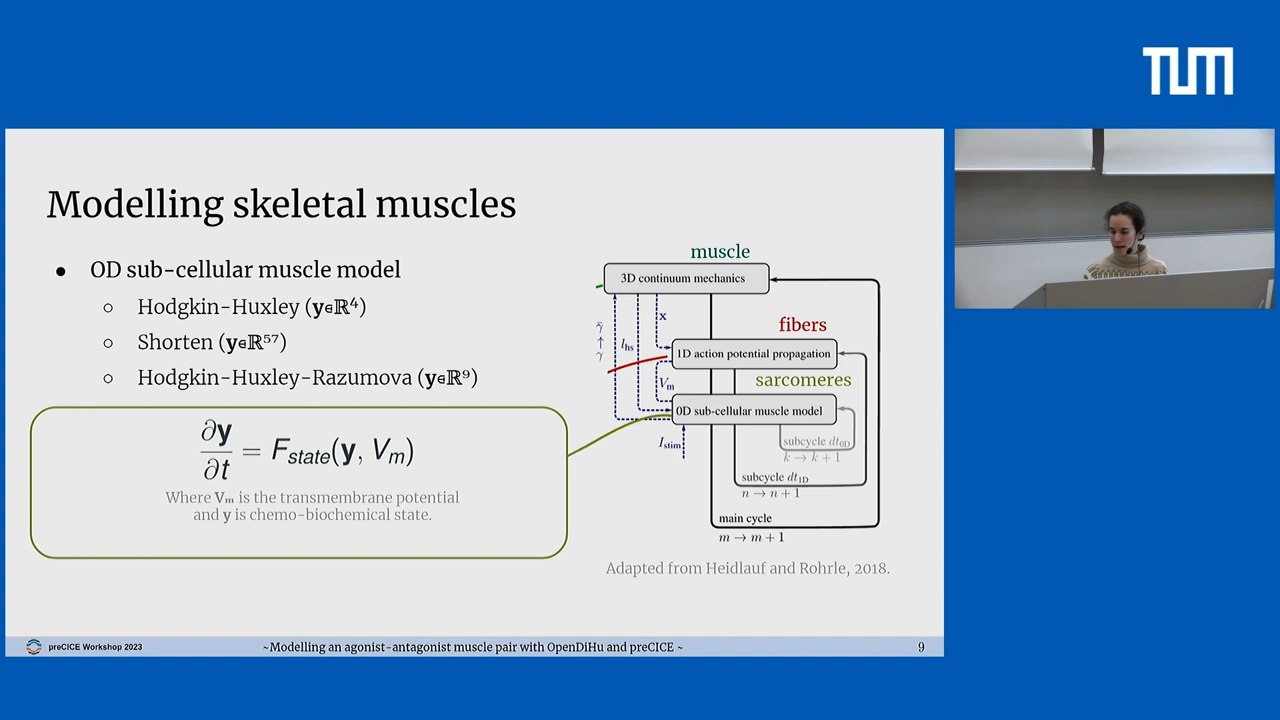 TUM
Modelling skeletal muscles
● 0D sub-cellular muscle model
○ Hodgkin-Huxley (y∊ℝ⁴)
○ Shorten (y∊ℝ⁵⁷)
○ Hodgkin-Huxley-Razumova (y∊ℝ⁹)
∂y/∂t = F_state(y, V_m)
Where Vₘ is the transmembrane potential
and y is chemo-biochemical state.
muscle
3D continuum mechanics
γ̄ ↑ γ
l_hs
x
fibers
1D action potential propagation
V_m
sarcomeres
0D sub-cellular muscle model
I_stim
subcycle dt_0D
k → k + 1
subcycle dt_1D
n → n + 1
main cycle
m → m + 1
Adapted from Heidlauf and Rohrle, 2018.
preCICE Workshop 2023
~Modelling an agonist-antagonist muscle pair with OpenDiHu and preCICE ~
9